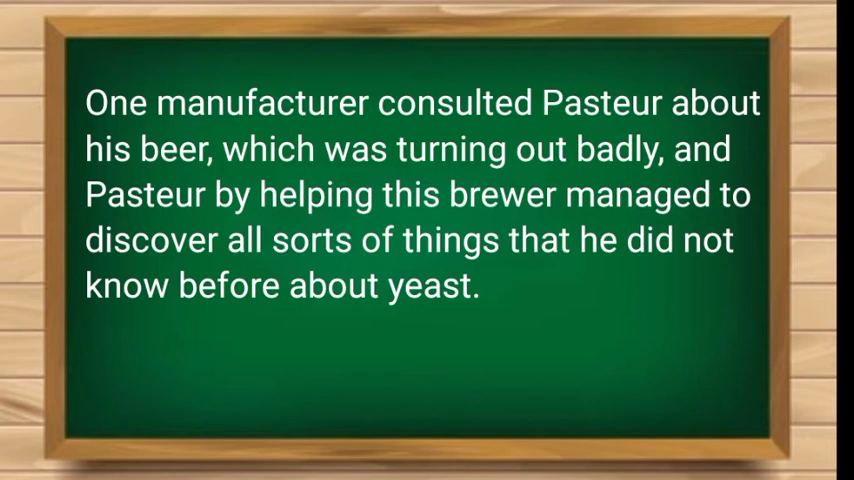 One manufacturer consulted Pasteur about
his beer, which was turning out badly, and
Pasteur by helping this brewer managed to
discover all sorts of things that he did not
know before about yeast.